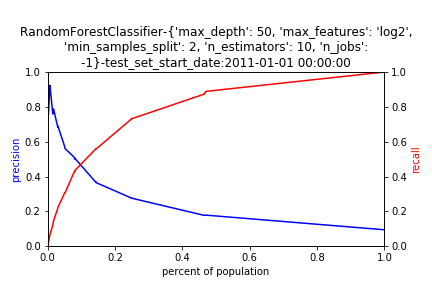 RandomForestClassifier-{'max_depth': 50, 'max_features': 'log2',
'min_samples_split': 2, 'n_estimators': 10, 'n_jobs':
-1}-test_set_start_date:2011-01-01 00:00:00
1.0 1.0
0.8 0.8
0.6 0.6
precision recall
0.4 0.4
0.2 0.2
0.0 0.0
0.0 0.2 0.4 0.6 0.8 1.0
percent of population